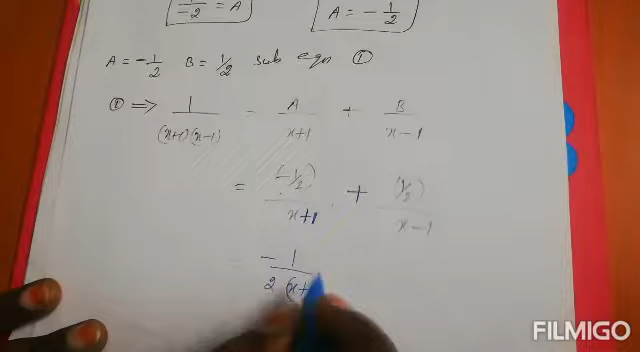 1/-2 = A    A = -1/2
A = -1/2  B = 1/2  sub eqn ①
① => 1/(x+1)(x-1) = A/x+1 + B/x-1
= (-1/2)/x+1 + (1/2)/x-1
= -1/2(x+
FILMIGO